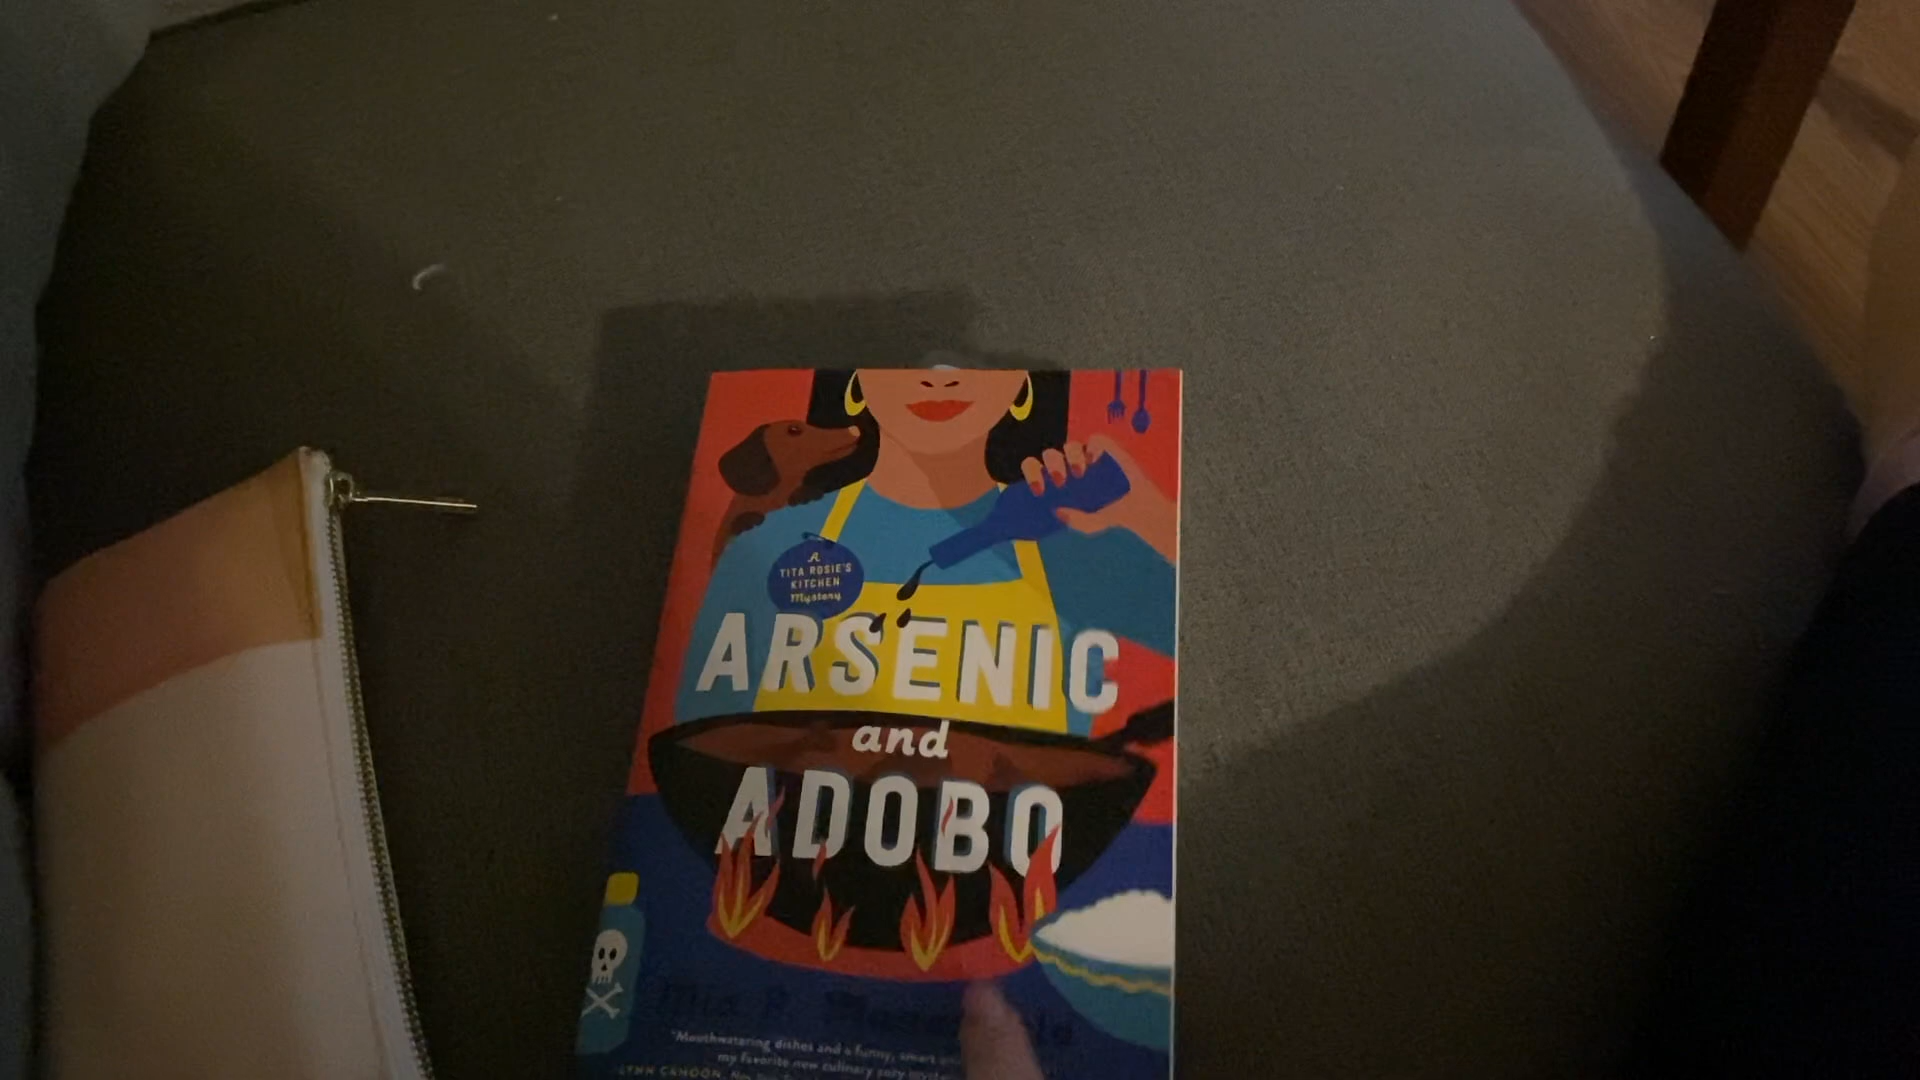 A
TITA ROSIE'S
KITCHEN
Mystery
ARSENIC
and
ADOBO
Mia P.
"Mouthwatering dishes and a funny, smart
my favorite new culinary cozy
LYNN CAHOON,